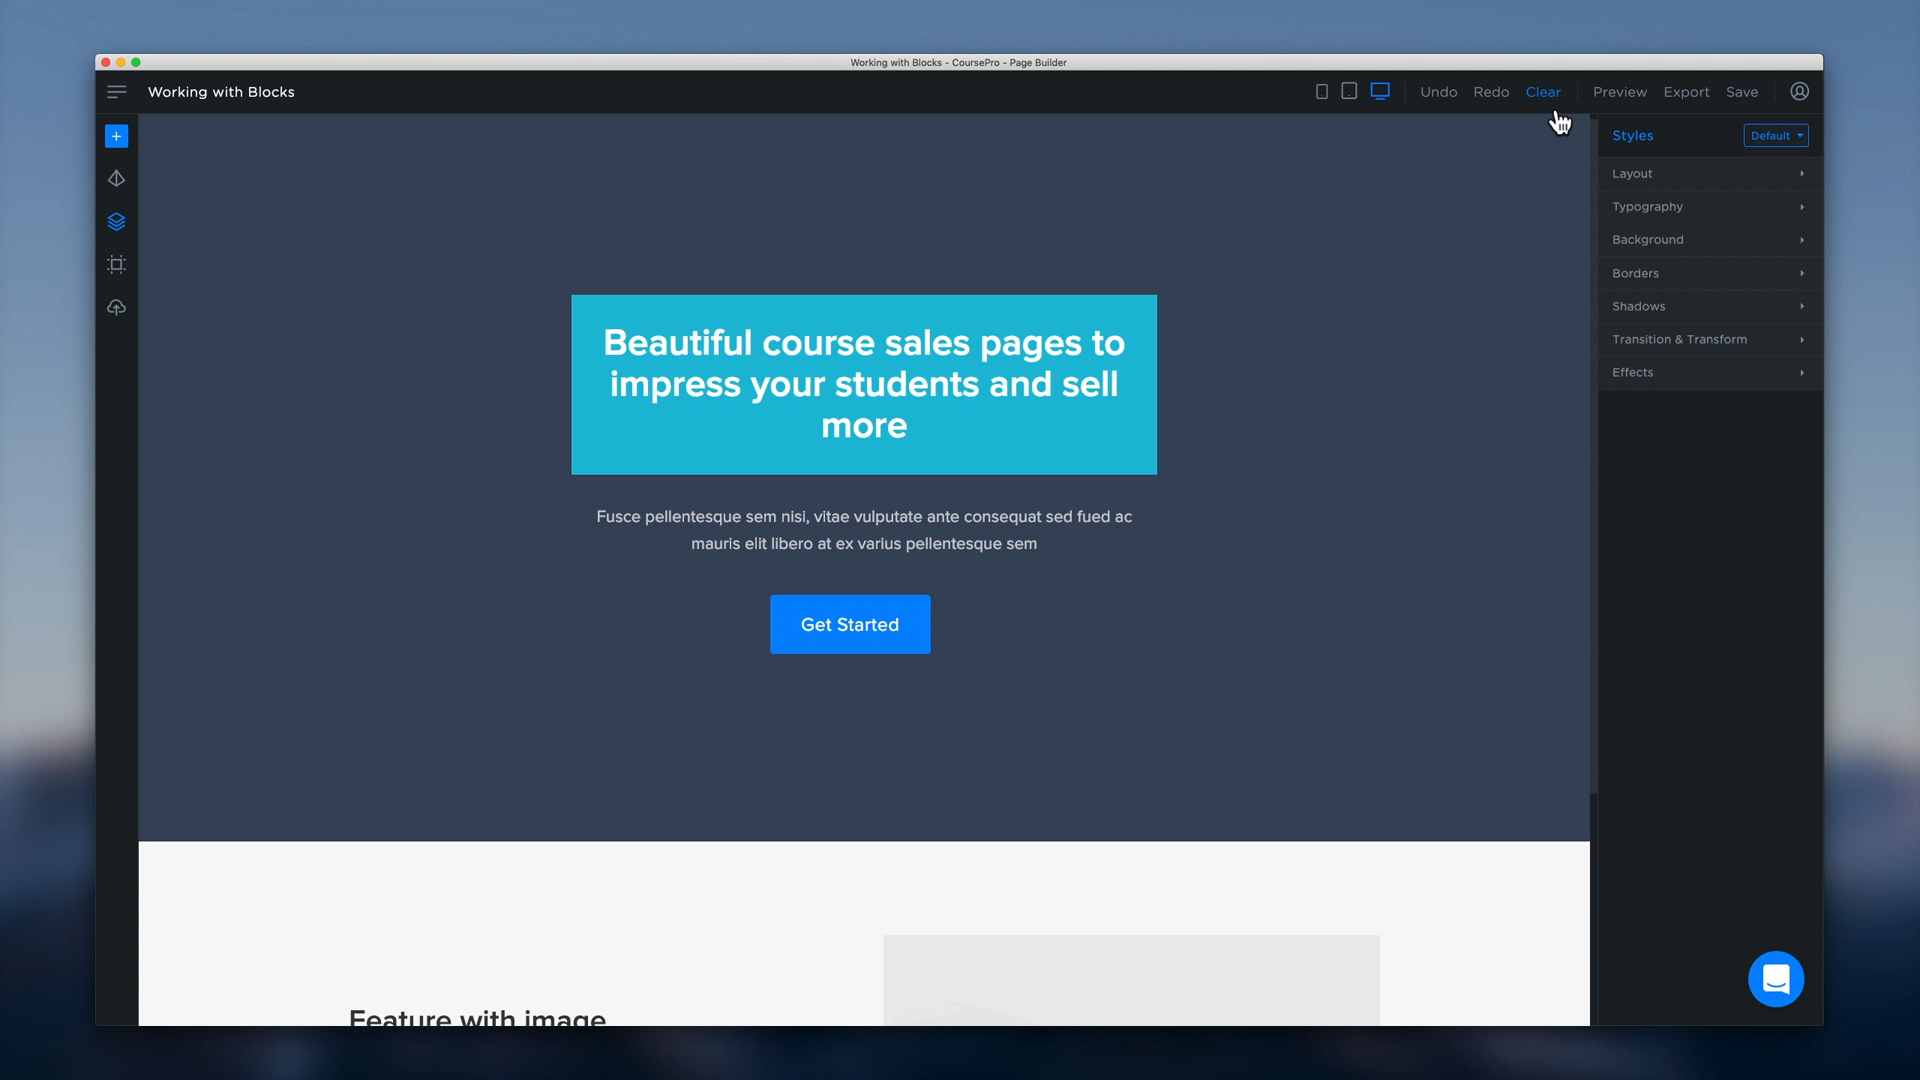 Working with Blocks - CoursePro - Page Builder
Working with Blocks
Undo Redo Clear Preview Export Save
Styles Default
Layout
Typography
Background
Borders
Shadows
Transition & Transform
Effects
Beautiful course sales pages to
impress your students and sell
more
Fusce pellentesque sem nisi, vitae vulputate ante consequat sed fued ac
mauris elit libero at ex varius pellentesque sem
Get Started
Feature with image